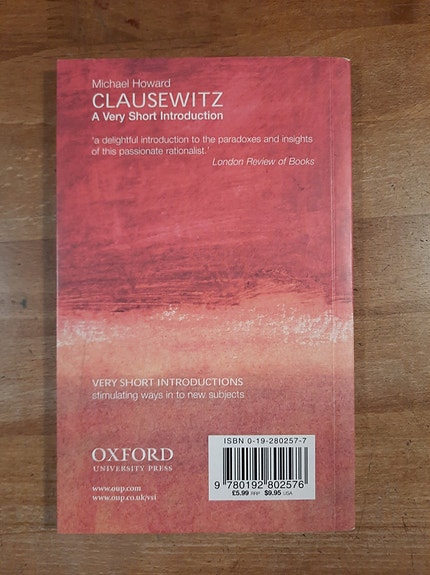 Michael Howard
CLAUSEWITZ
A Very Short Introduction
'a delightful introduction to the paradoxes and insights
of this passionate rationalist.'
London Review of Books
VERY SHORT INTRODUCTIONS
stimulating ways in to new subjects
OXFORD
UNIVERSITY PRESS
www.oup.com
www.oup.co.uk/vsi
ISBN 0-19-280257-7
9 780192 802576
£5.99 RRP $9.95 USA